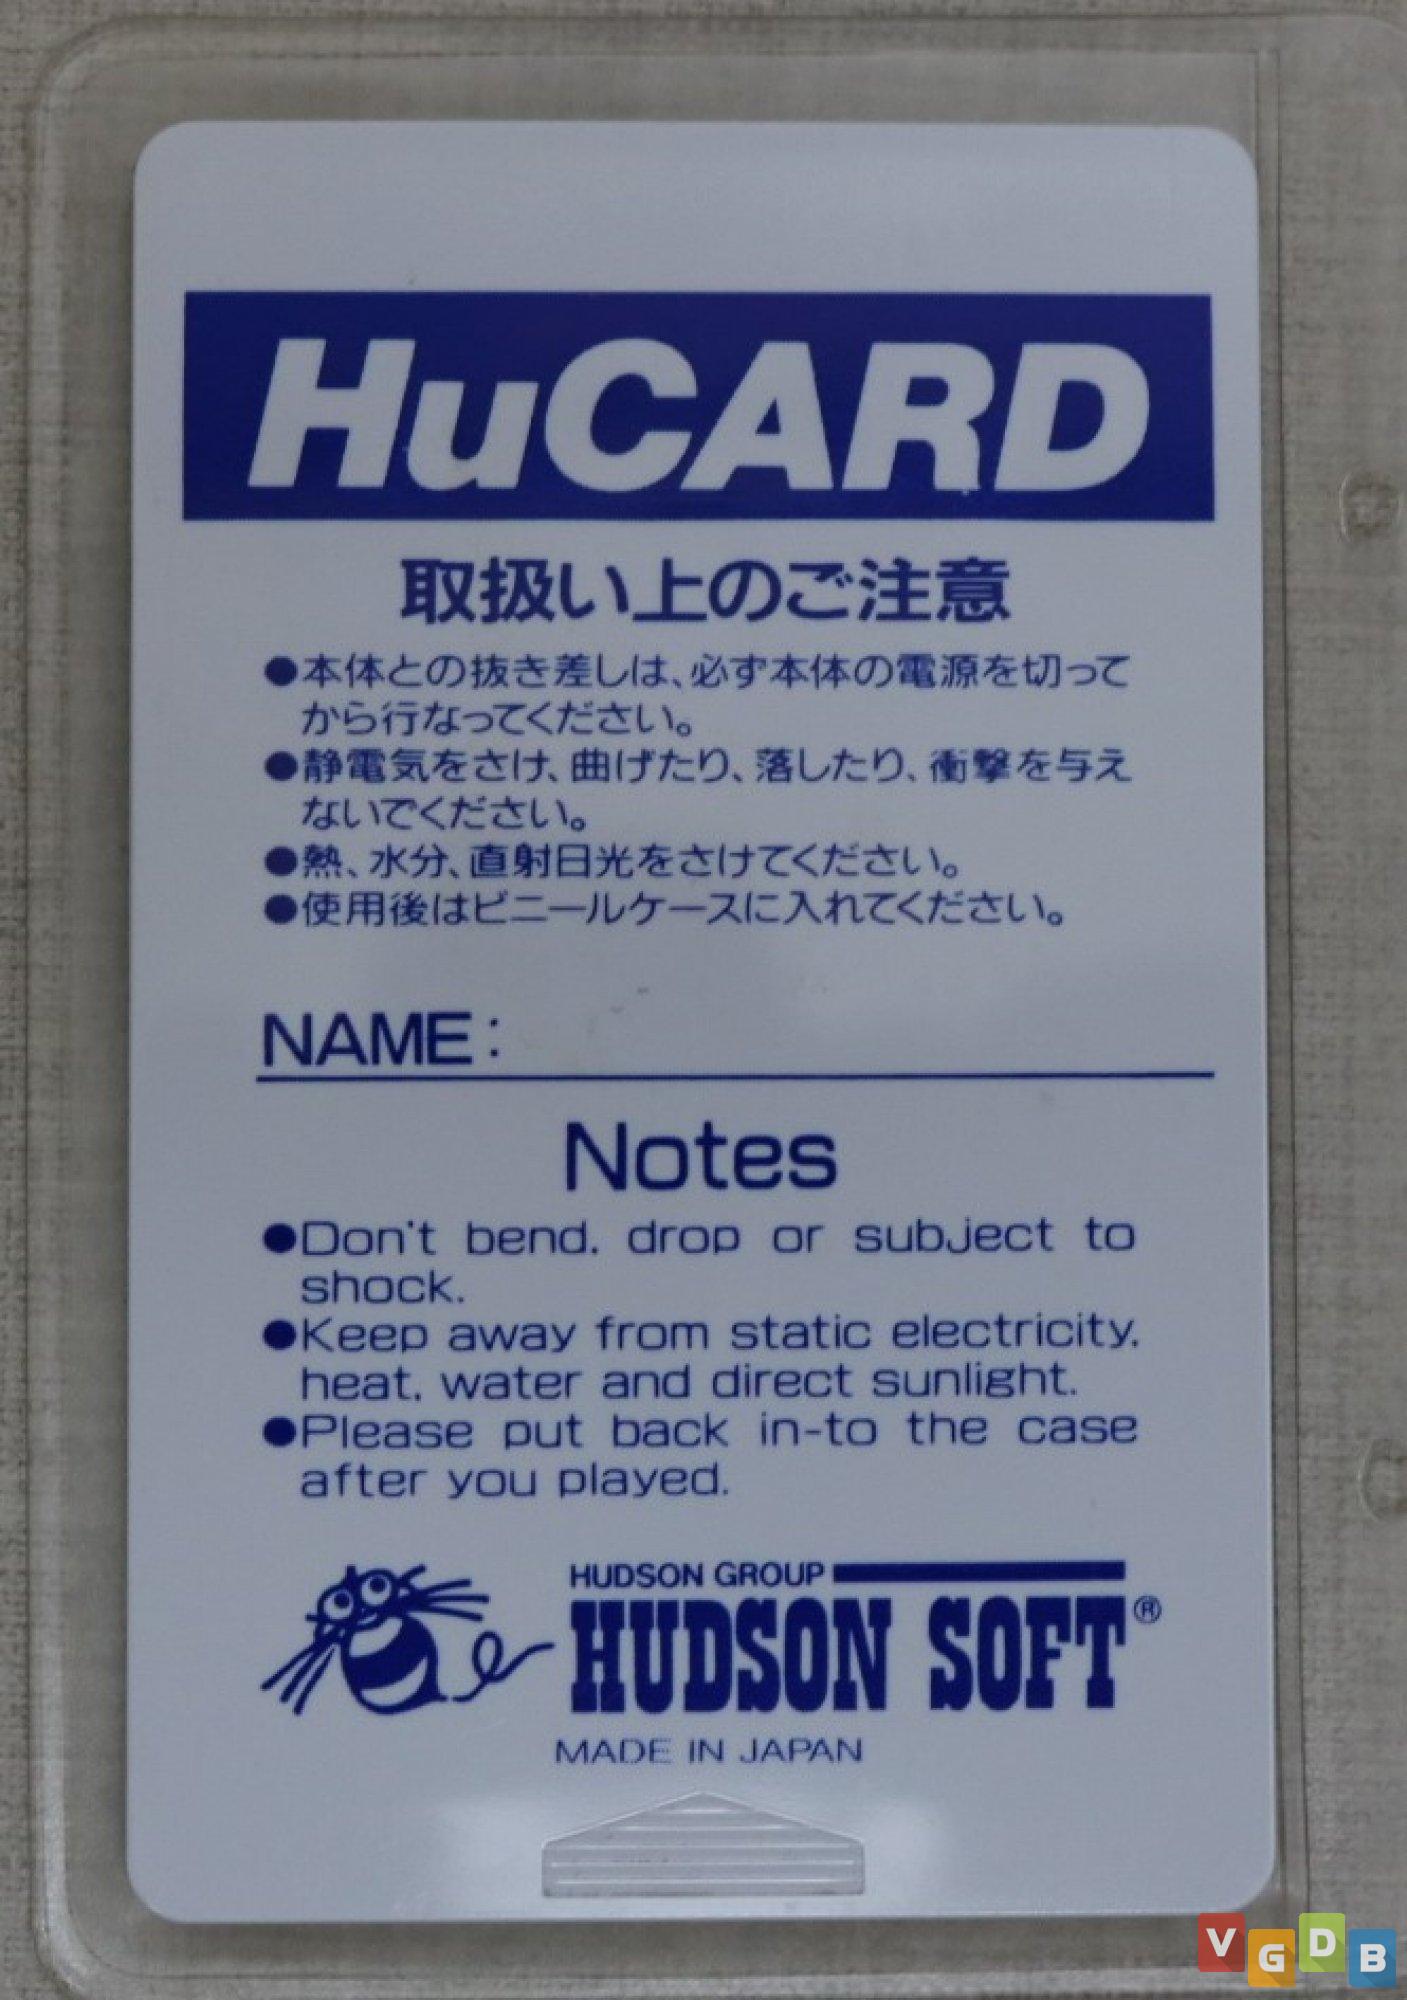 HuCARD
取扱い上のご注意
●本体との抜き差しは、必ず本体の電源を切って
から行なってください。
●静電気をさけ、曲げたり、落したり、衝撃を与え
ないでください。
●熱、水分、直射日光をさけてください。
●使用後はビニールケースに入れてください。
NAME:
Notes
●Don't bend, drop or subject to
shock.
●Keep away from static electricity,
heat, water and direct sunlight.
●Please put back in-to the case
after you played.
HUDSON GROUP
HUDSON SOFT®
MADE IN JAPAN
VGDB